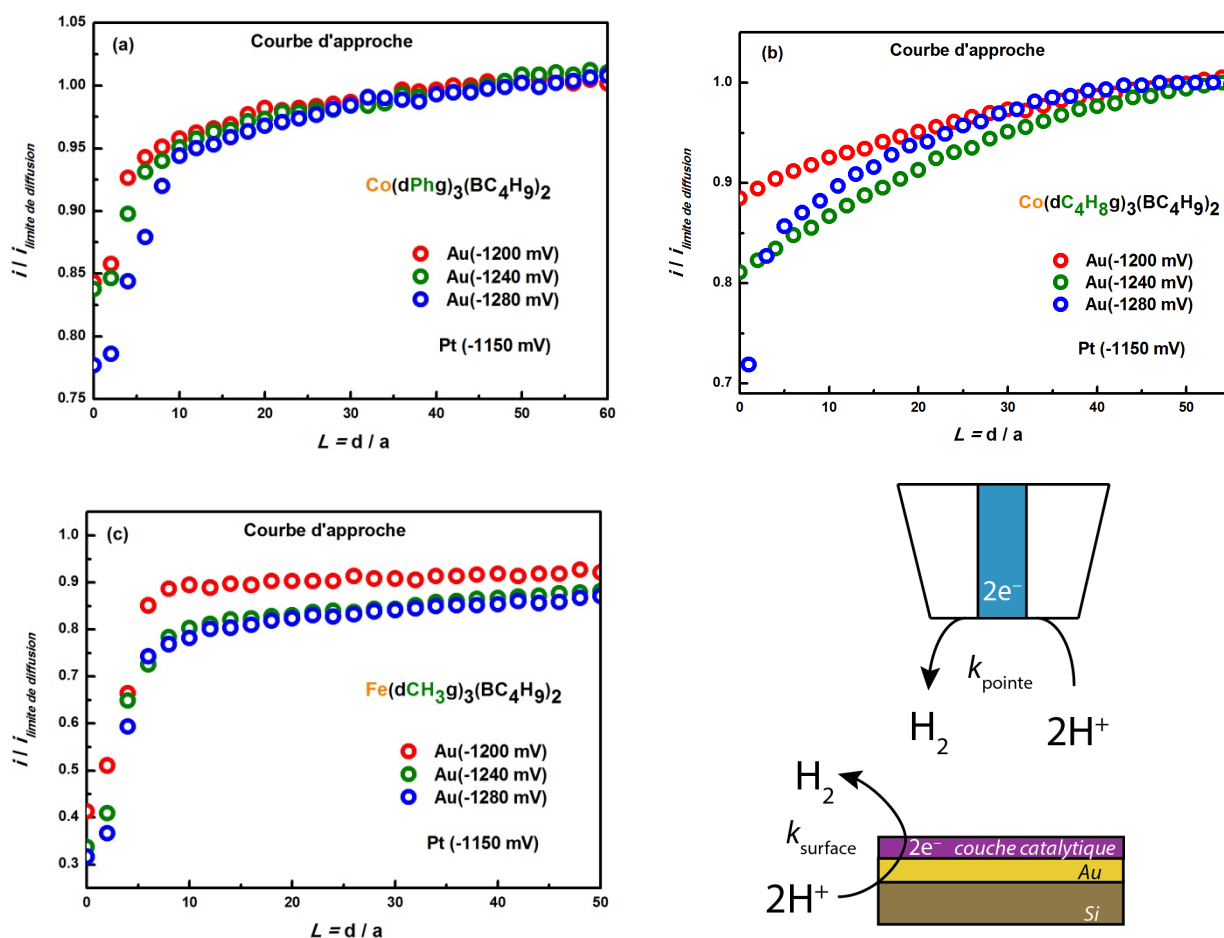 (a)
Courbe d'approche
1.05
1.00
0.95
0.90
0.85
0.80
0.75
i / i limite de diffusion
Co(dPhg)₃(BC₄H₉)₂
Au(-1200 mV)
Au(-1240 mV)
Au(-1280 mV)
Pt (-1150 mV)
0 10 20 30 40 50 60
L = d / a
(b)
Courbe d'approche
1.0
0.9
0.8
0.7
i / i limite de diffusion
Co(dC₄H₈g)₃(BC₄H₉)₂
Au(-1200 mV)
Au(-1240 mV)
Au(-1280 mV)
Pt (-1150 mV)
0 10 20 30 40 50
L = d / a
(c)
Courbe d'approche
1.0
0.9
0.8
0.7
0.6
0.5
0.4
0.3
i / i limite de diffusion
Fe(dCH₃g)₃(BC₄H₉)₂
Au(-1200 mV)
Au(-1240 mV)
Au(-1280 mV)
Pt (-1150 mV)
0 10 20 30 40 50
L = d / a
2e⁻
k pointe
H₂
2H⁺
H₂
k surface
2e⁻ couche catalytique
Au
2H⁺
Si